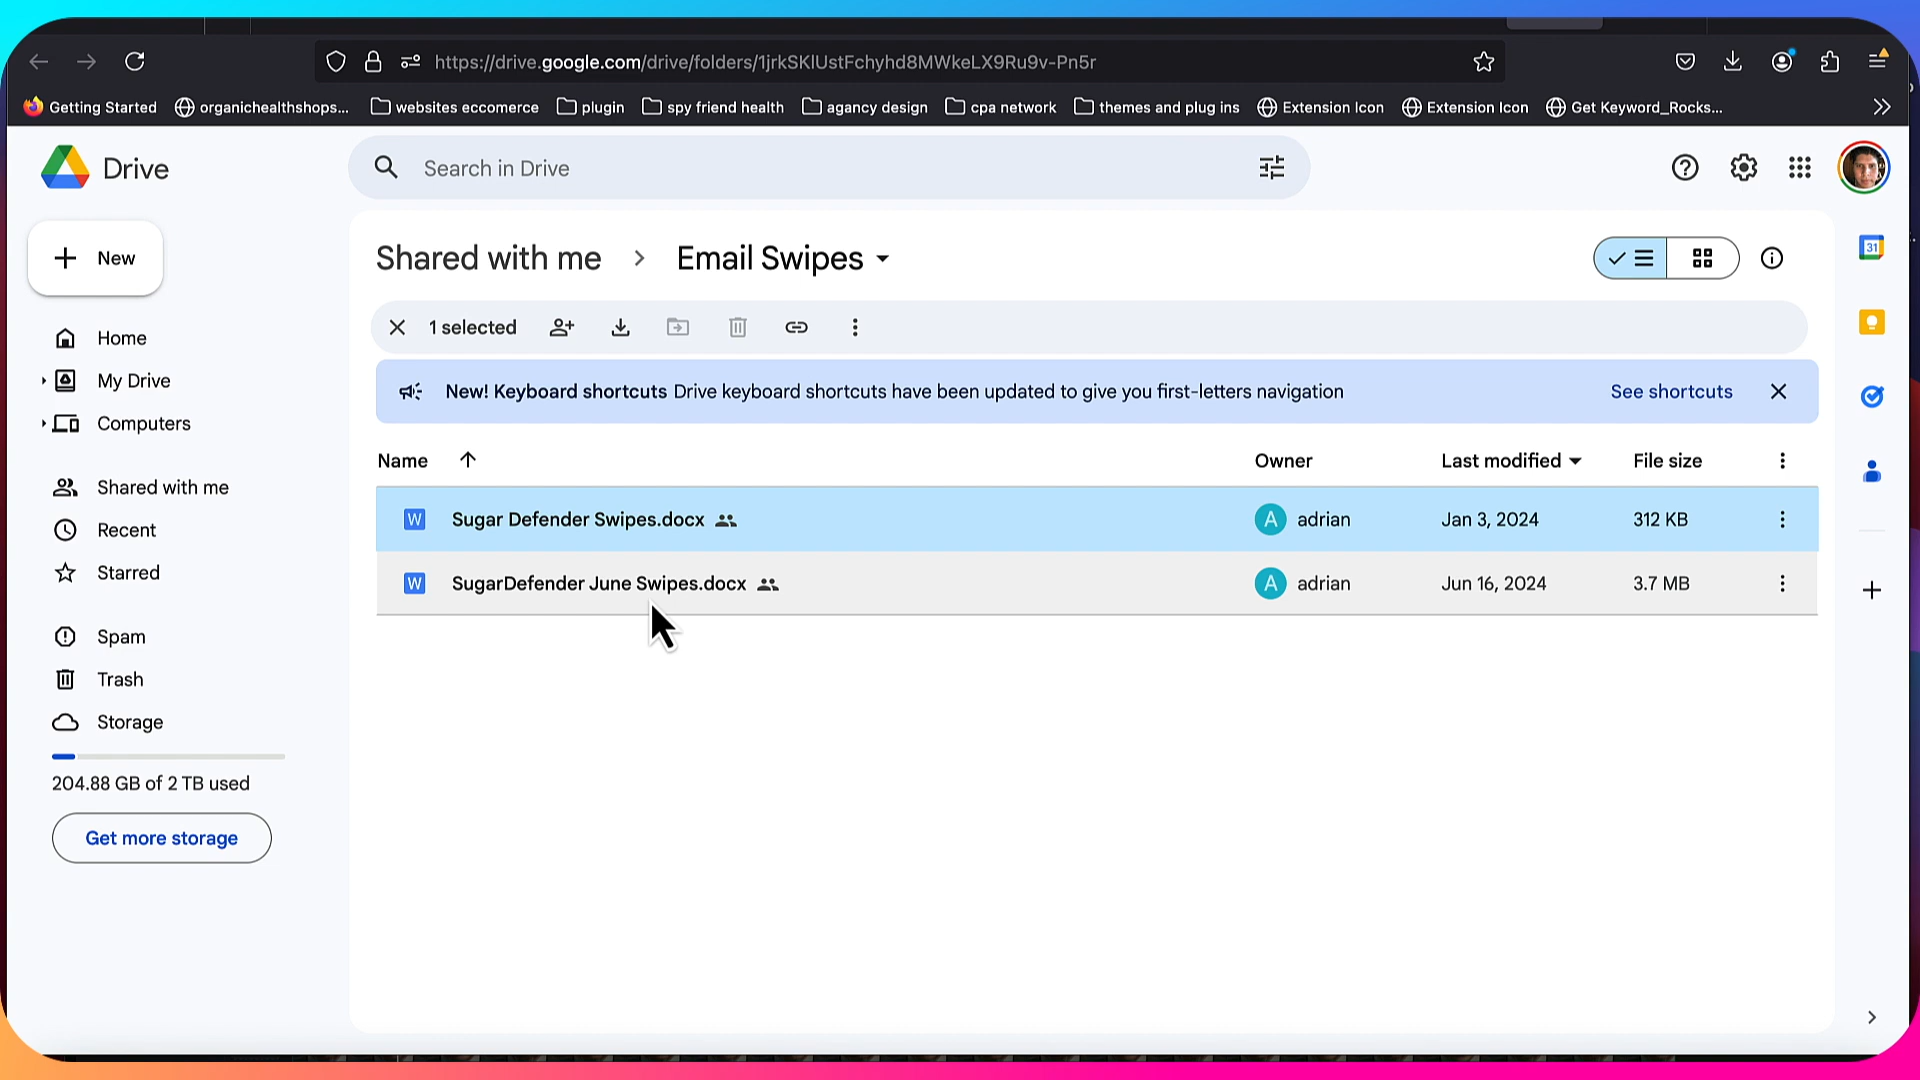 https://drive.google.com/drive/folders/1jrkSKlUstFchyhd8MWkeLX9Ru9v-Pn5r
Getting Started organichealthshops... websites eccomerce plugin spy friend health agancy design cpa network themes and plug ins Extension Icon Extension Icon Get Keyword_Rocks...
Drive
Search in Drive
New
Shared with me > Email Swipes
31
Home
My Drive
Computers
Shared with me
Recent
Starred
Spam
Trash
Storage
204.88 GB of 2 TB used
Get more storage
1 selected
New! Keyboard shortcuts Drive keyboard shortcuts have been updated to give you first-letters navigation See shortcuts
Name Owner Last modified File size
W Sugar Defender Swipes.docx A adrian Jan 3, 2024 312 KB
W SugarDefender June Swipes.docx A adrian Jun 16, 2024 3.7 MB